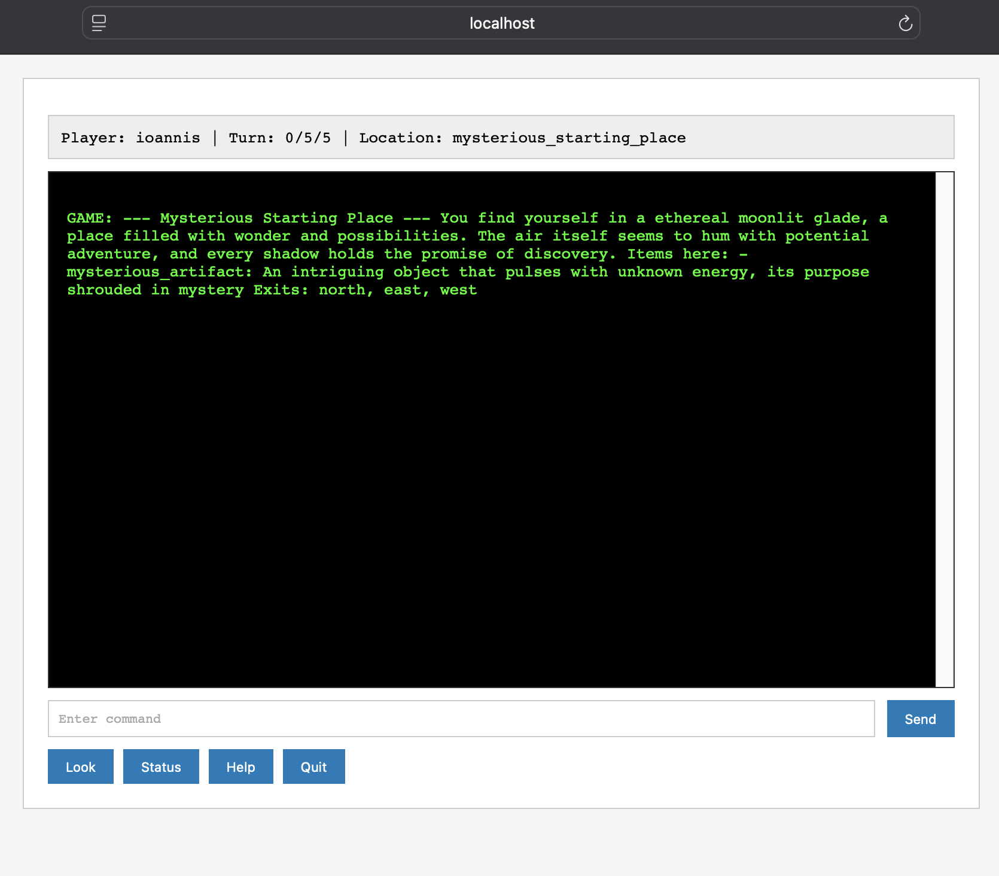 localhost
Player: ioannis | Turn: 0/5/5 | Location: mysterious_starting_place
GAME: --- Mysterious Starting Place --- You find yourself in a ethereal moonlit glade, a
place filled with wonder and possibilities. The air itself seems to hum with potential
adventure, and every shadow holds the promise of discovery. Items here: -
mysterious_artifact: An intriguing object that pulses with unknown energy, its purpose
shrouded in mystery Exits: north, east, west
Enter command
Send
Look
Status
Help
Quit